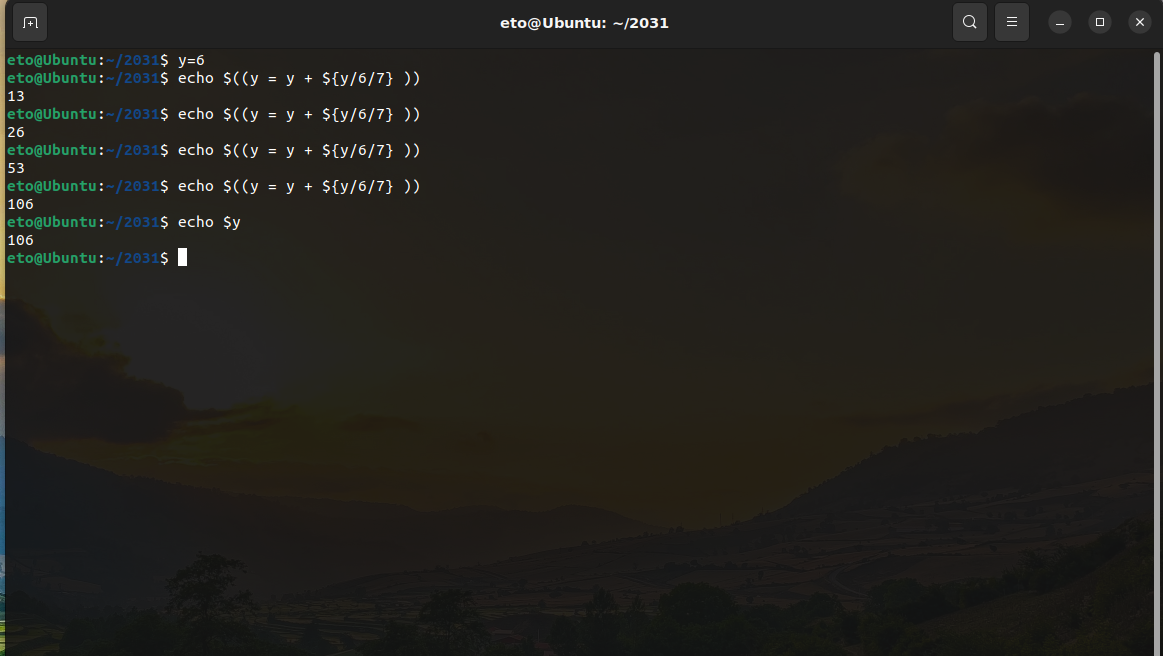 eto@Ubuntu: ~/2031
eto@Ubuntu:~/2031$ y=6
eto@Ubuntu:~/2031$ echo $((y = y + ${y/6/7} ))
13
eto@Ubuntu:~/2031$ echo $((y = y + ${y/6/7} ))
26
eto@Ubuntu:~/2031$ echo $((y = y + ${y/6/7} ))
53
eto@Ubuntu:~/2031$ echo $((y = y + ${y/6/7} ))
106
eto@Ubuntu:~/2031$ echo $y
106
eto@Ubuntu:~/2031$